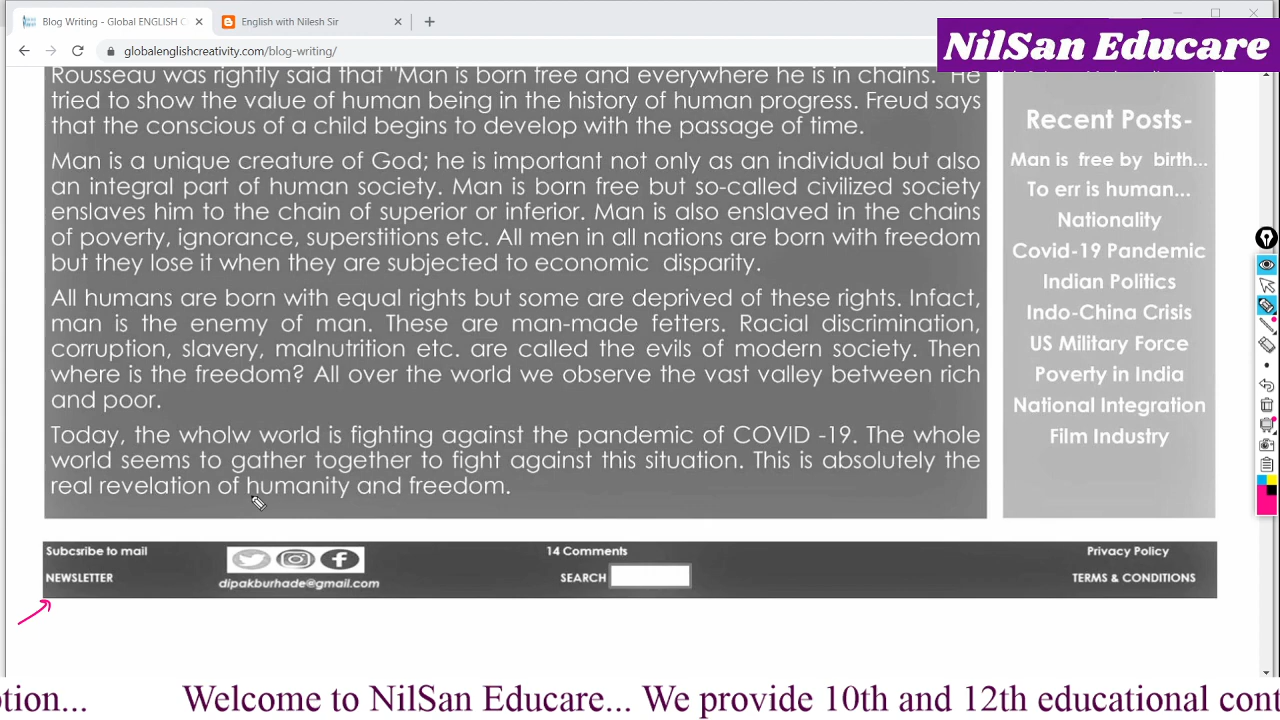 Blog Writing - Global ENGLISH C
English with Nilesh Sir
globalenglishcreativity.com/blog-writing/
NilSan Educare
Rousseau was rightly said that "Man is born free and everywhere he is in chains." He
tried to show the value of human being in the history of human progress. Freud says
that the conscious of a child begins to develop with the passage of time.
Man is a unique creature of God; he is important not only as an individual but also
an integral part of human society. Man is born free but so-called civilized society
enslaves him to the chain of superior or inferior. Man is also enslaved in the chains
of poverty, ignorance, superstitions etc. All men in all nations are born with freedom
but they lose it when they are subjected to economic disparity.
All humans are born with equal rights but some are deprived of these rights. Infact,
man is the enemy of man. These are man-made fetters. Racial discrimination,
corruption, slavery, malnutrition etc. are called the evils of modern society. Then
where is the freedom? All over the world we observe the vast valley between rich
and poor.
Today, the wholw world is fighting against the pandemic of COVID -19. The whole
world seems to gather together to fight against this situation. This is absolutely the
real revelation of humanity and freedom.
Recent Posts-
Man is free by birth...
To err is human...
Nationality
Covid-19 Pandemic
Indian Politics
Indo-China Crisis
US Military Force
Poverty in India
National Integration
Film Industry
Subcsribe to mail
NEWSLETTER
dipakburhade@gmail.com
14 Comments
SEARCH
Privacy Policy
TERMS & CONDITIONS
ption... Welcome to NilSan Educare... We provide 10th and 12th educational cont